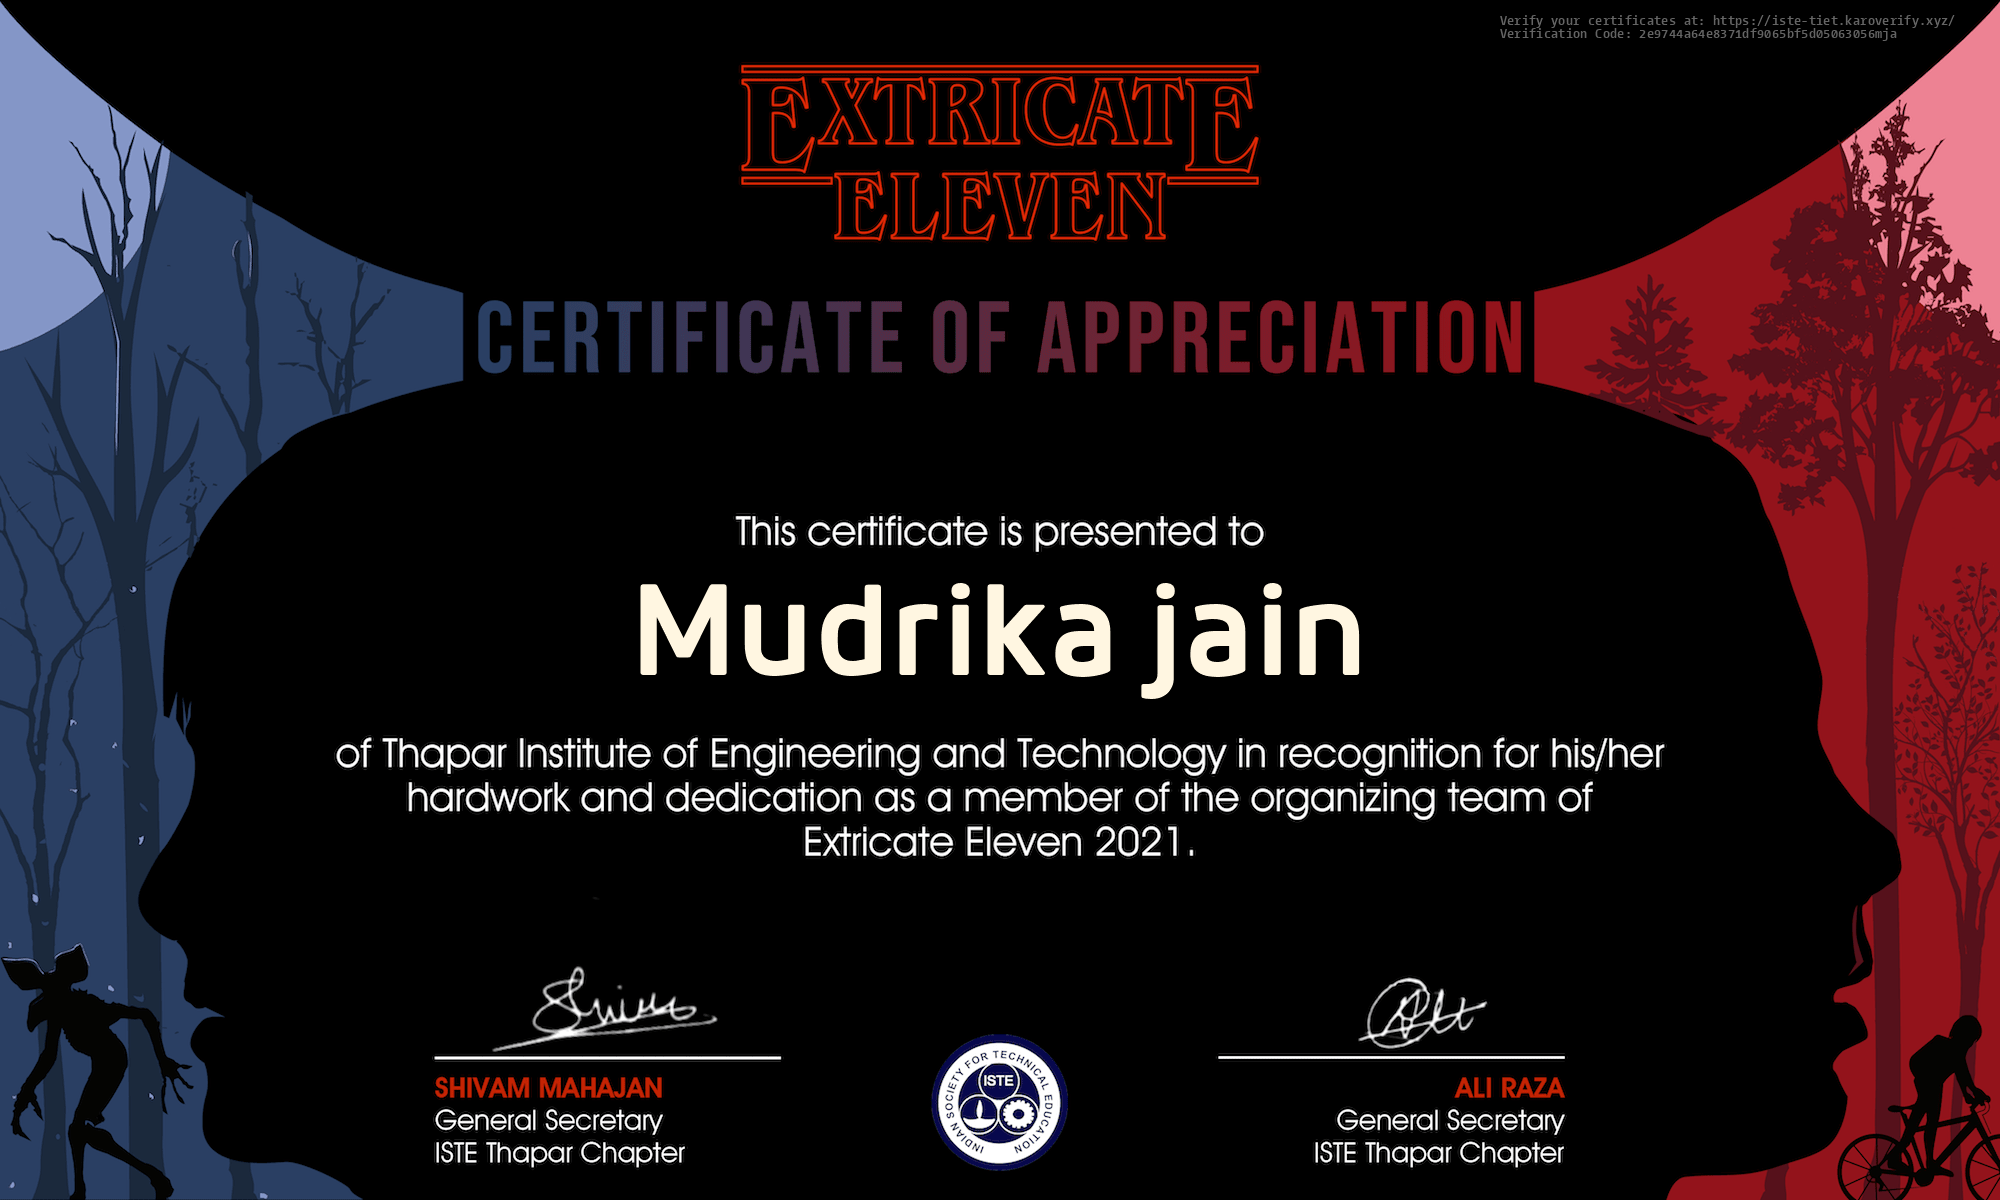 Verify your certificates at: https://iste-tiet.karoverify.xyz/
Verification Code: 2e9744a64e8371df9065bf5d05063056mja
EXTRICATE
ELEVEN
CERTIFICATE OF APPRECIATION
This certificate is presented to
Mudrika jain
of Thapar Institute of Engineering and Technology in recognition for his/her
hardwork and dedication as a member of the organizing team of
Extricate Eleven 2021.
SHIVAM MAHAJAN
General Secretary
ISTE Thapar Chapter
INDIAN SOCIETY FOR TECHNICAL EDUCATION
ISTE
ALI RAZA
General Secretary
ISTE Thapar Chapter